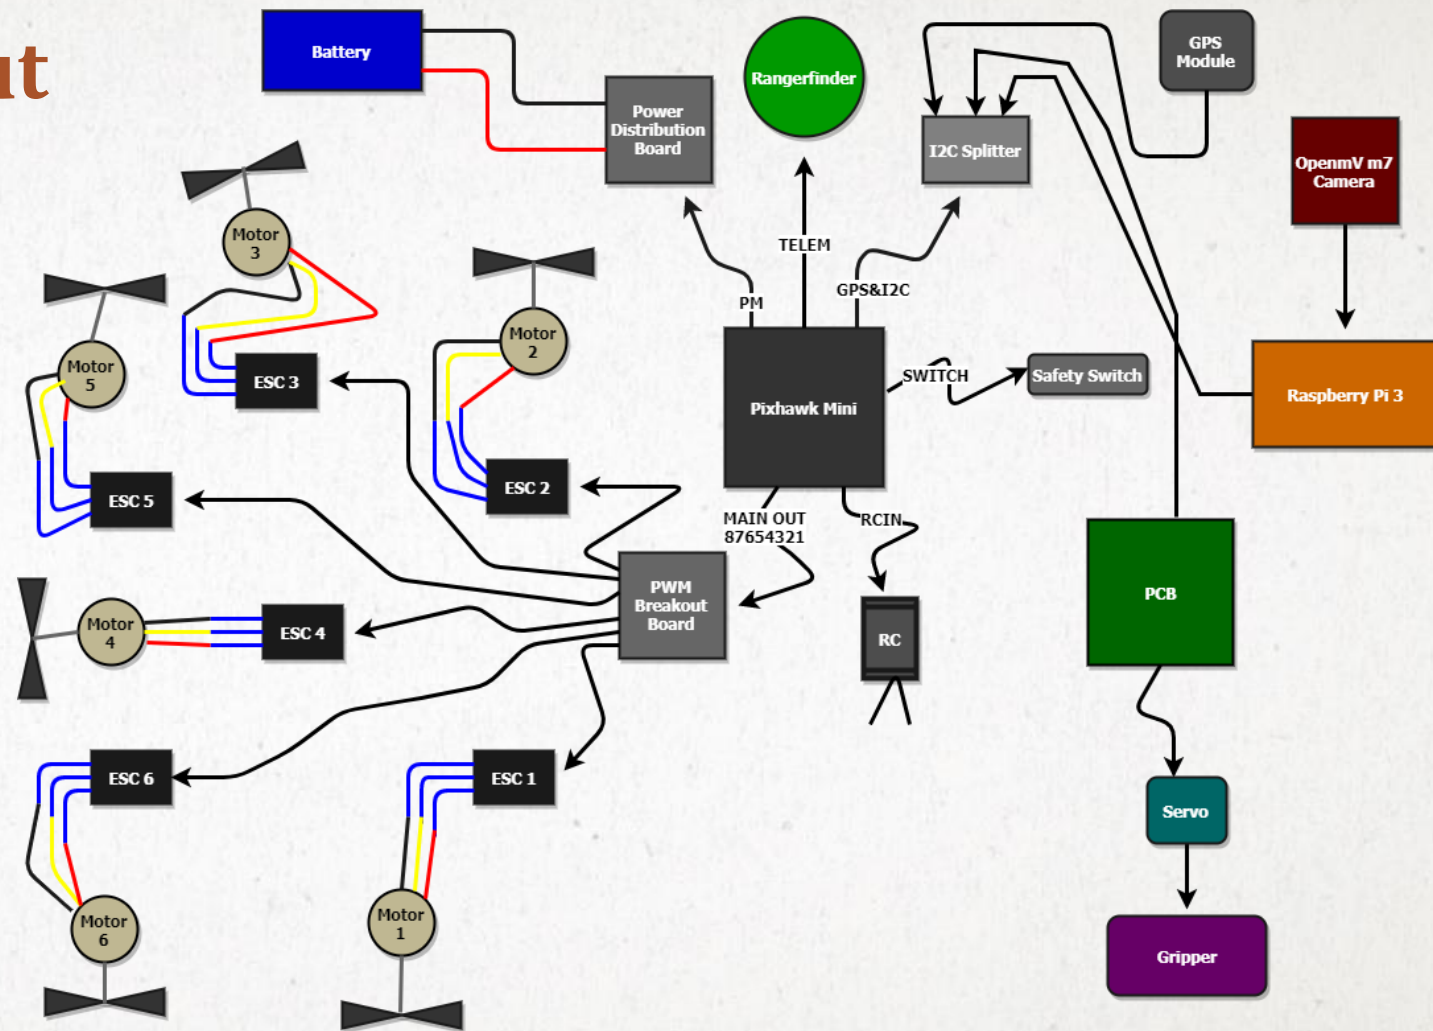 ut
Battery
Power
Distribution
Board
Rangerfinder
GPS
Module
I2C Splitter
OpenmV m7
Camera
Motor
3
Motor
2
Motor
5
ESC 3
ESC 2
ESC 5
TELEM
PM
GPS&I2C
Pixhawk Mini
SWITCH
Safety Switch
Raspberry Pi 3
MAIN OUT
87654321
RCIN
PWM
Breakout
Board
RC
PCB
Motor
4
ESC 4
ESC 6
ESC 1
Motor
6
Motor
1
Servo
Gripper